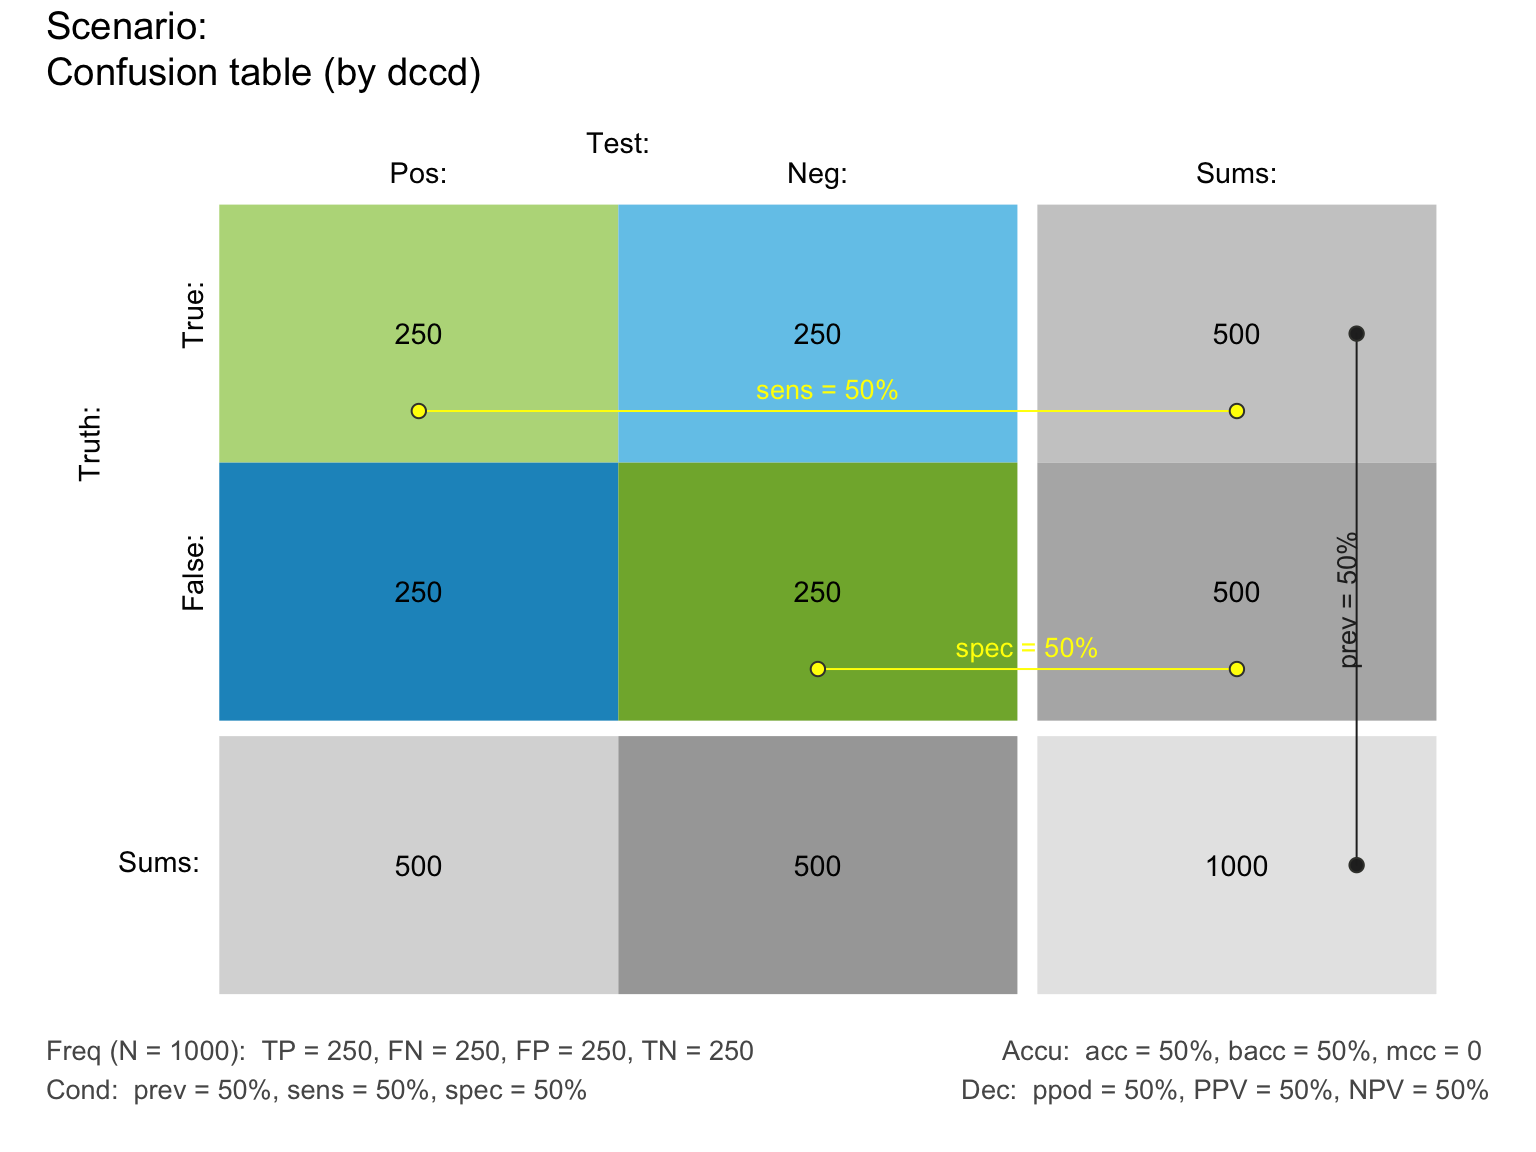 Scenario:
Confusion table (by dccd)
Test:
Pos: Neg: Sums:
Truth:
True:
250 250 500
sens = 50%
False:
250 250 500
spec = 50%
prev = 50%
Sums:
500 500 1000
Freq (N = 1000):  TP = 250, FN = 250, FP = 250, TN = 250
Accu:  acc = 50%, bacc = 50%, mcc = 0
Cond:  prev = 50%, sens = 50%, spec = 50%
Dec:  ppod = 50%, PPV = 50%, NPV = 50%